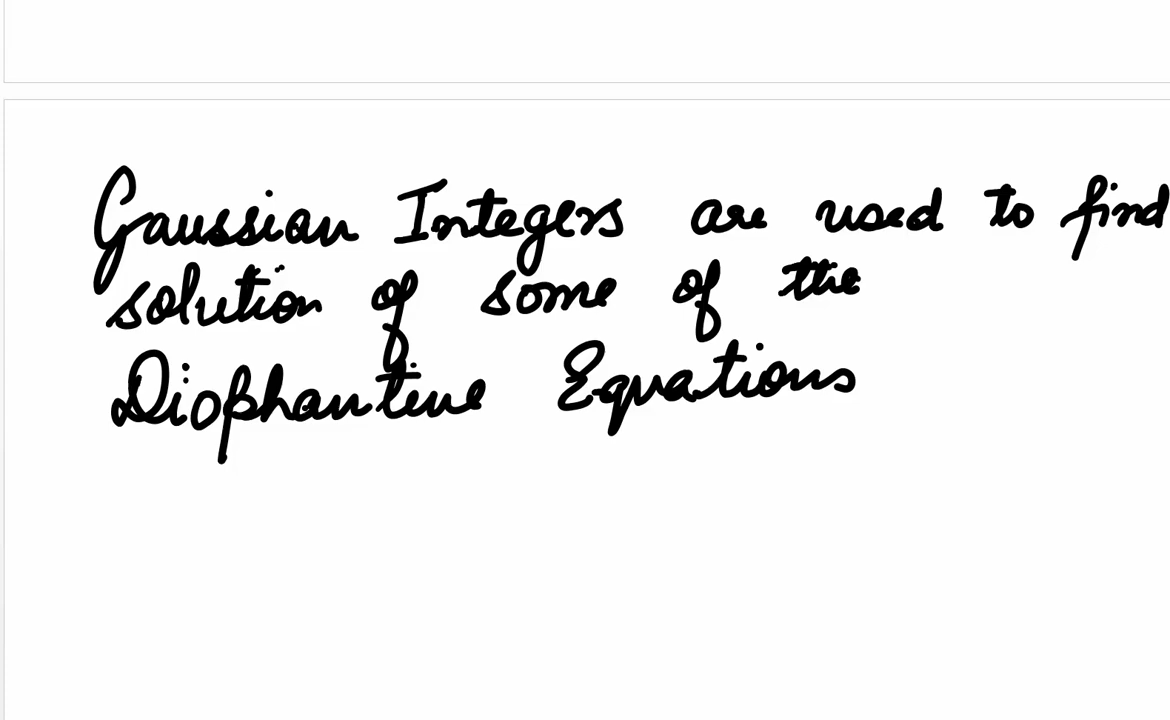 Gaussian Integers are used to find
solution of some of the
Diophantine Equations